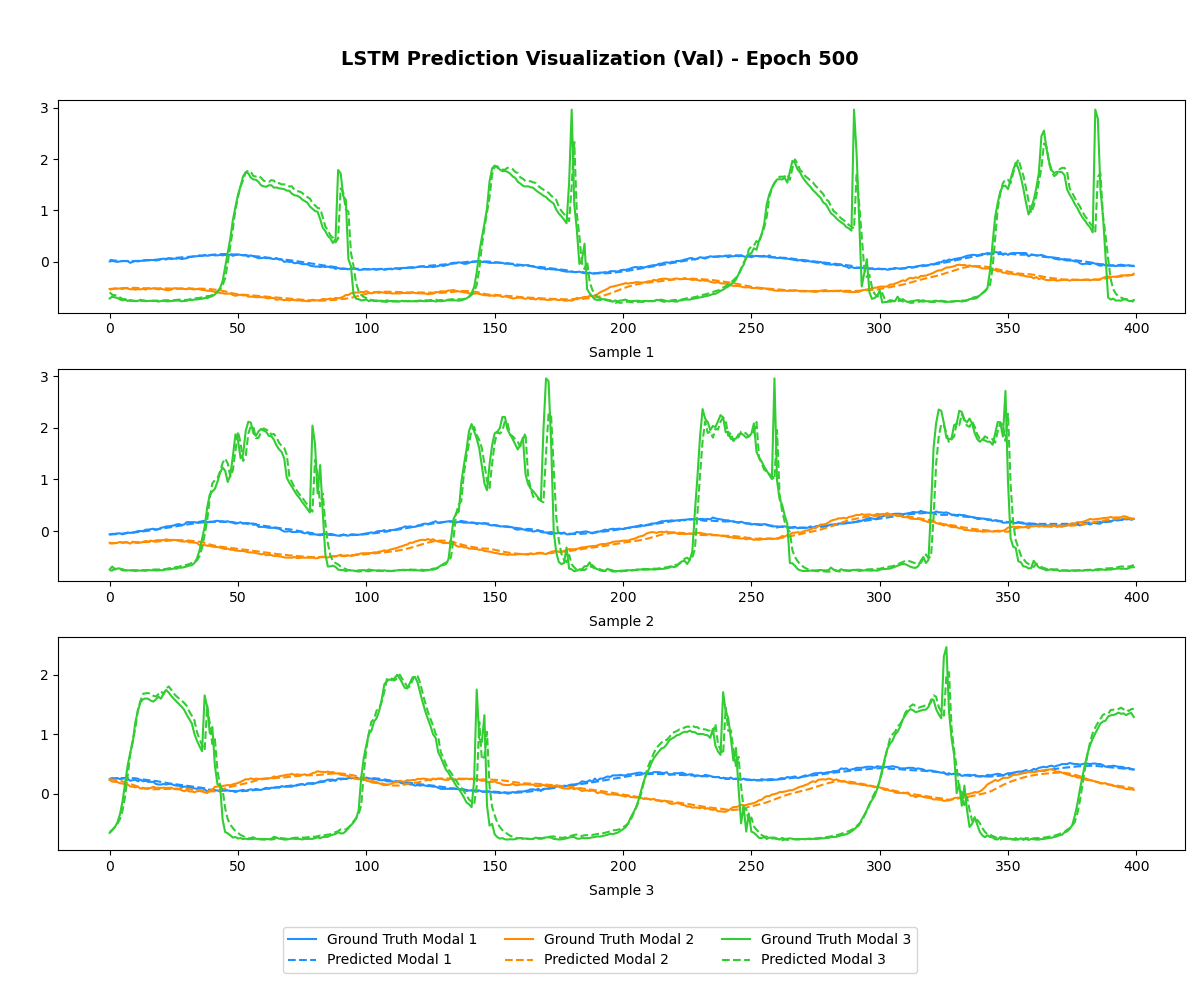 LSTM Prediction Visualization (Val) - Epoch 500
3
2
1
0
0 50 100 150 200 250 300 350 400
Sample 1
3
2
1
0
0 50 100 150 200 250 300 350 400
Sample 2
2
1
0
0 50 100 150 200 250 300 350 400
Sample 3
Ground Truth Modal 1 Ground Truth Modal 2 Ground Truth Modal 3
Predicted Modal 1 Predicted Modal 2 Predicted Modal 3